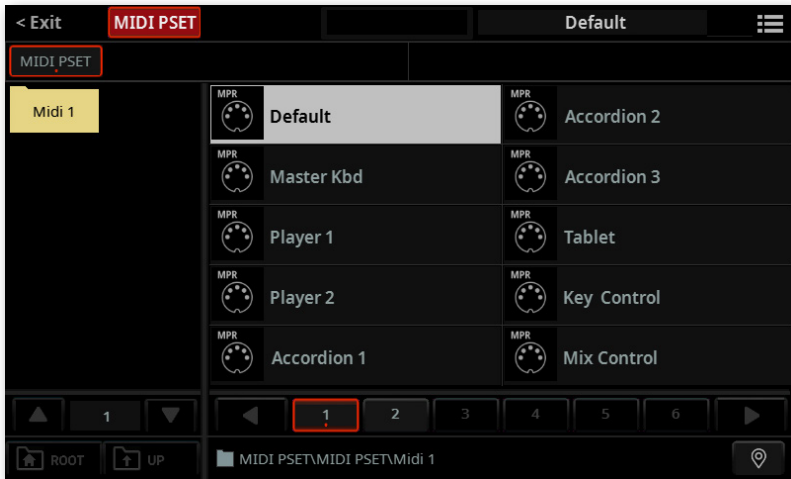 < Exit MIDI PSET Default
MIDI PSET
Midi 1
MPR Default MPR Accordion 2
MPR Master Kbd MPR Accordion 3
MPR Player 1 MPR Tablet
MPR Player 2 MPR Key Control
MPR Accordion 1 MPR Mix Control
1 1 2 3 4 5 6
ROOT UP MIDI PSET\MIDI PSET\Midi 1